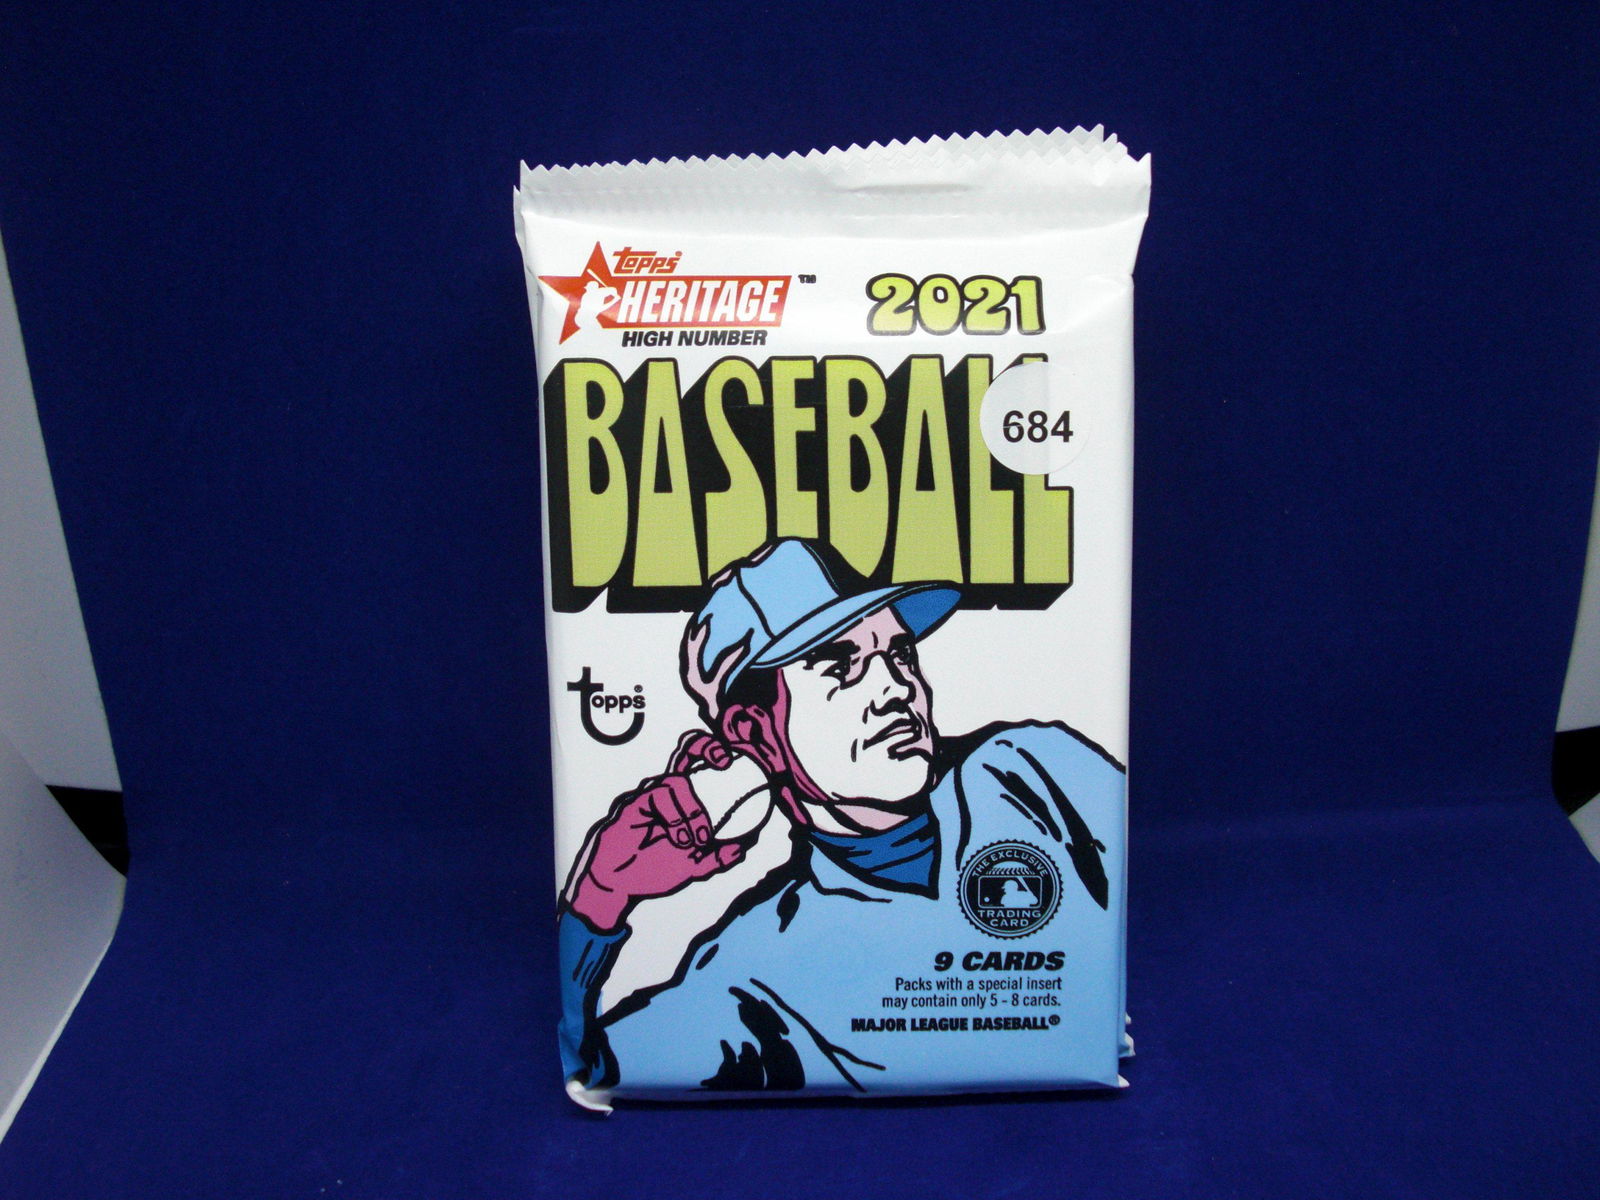 topps®
HERITAGE™
HIGH NUMBER
2021
BASEBALL
684
topps®
THE EXCLUSIVE
TRADING
CARD
9 CARDS
Packs with a special insert
may contain only 5 - 8 cards.
MAJOR LEAGUE BASEBALL®